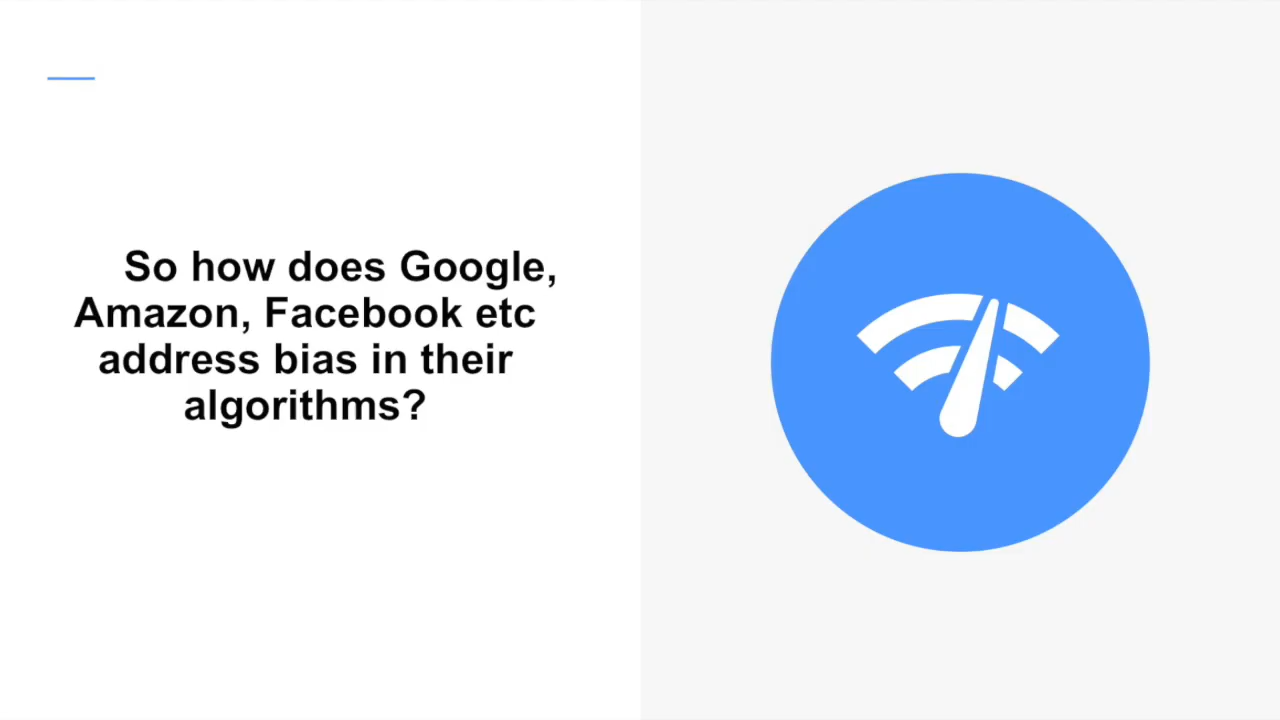 So how does Google,
Amazon, Facebook etc
address bias in their
algorithms?